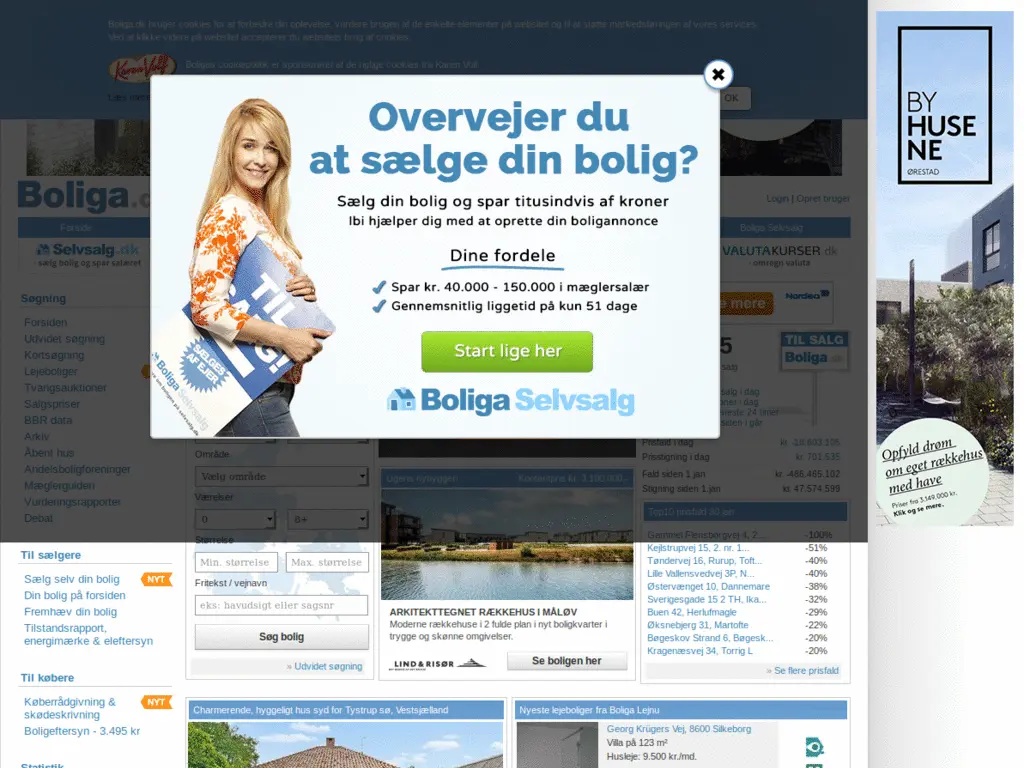 Boliga.dk bruger cookies for at forbedre din oplevelse, vurdere brugen af de enkelte elementer på websitet og til at støtte markedsføringen af vores services.
Ved at klikke videre på websitet accepterer du websitets brug af cookies.
Karen Volf
Boligas cookiepolitik er sponsoreret af de rigtige cookies fra Karen Volf
Læs mere
OK
Overvejer du
at sælge din bolig?
Sælg din bolig og spar titusindvis af kroner
Ibi hjælper dig med at oprette din boligannonce
Dine fordele
Spar kr. 40.000 - 150.000 i mæglersalær
Gennemsnitlig liggetid på kun 51 dage
Start lige her
Boliga Selvsalg
TIL
SALG!
SÆLGES
AF EJER
Boliga Selvsalg
BY
HUSE
NE
ØRESTAD
Opfyld drøm
om eget rækkehus
med have
Priser fra 3.149.000 kr.
Klik og se mere.
Boliga.d
Login | Opret bruger
Forside
Boliga Selvsalg
Selvsalg.dk
- sælg bolig og spar salæret
VALUTAKURSER.dk
- omregn valuta
Søgning
Forsiden
Udvidet søgning
Kortsøgning
Lejeboliger
Tvangsauktioner
Salgspriser
BBR data
Arkiv
Åbent hus
Andelsboligforeninger
Mæglerguiden
Vurderingsrapporter
Debat
mere
Nordea
TIL SALG
Boliga.dk
Prisfald i dag
Prisstigning i dag
kr. 701.535
Fald siden 1.jan
kr. -486.465.102
Stigning siden 1.jan
kr. 47.574.599
Område
Vælg område
Værelser
0
8+
Størrelse
Min. størrelse
Max. størrelse
Fritekst / vejnavn
eks: havudsigt eller sagsnr
Søg bolig
» Udvidet søgning
Ugens nybyggeri
Kontantpris kr. 3.190.000,-
ARKITEKTTEGNET RÆKKEHUS I MÅLØV
Moderne rækkehuse i 2 fulde plan i nyt boligkvarter i
trygge og skønne omgivelser.
LIND & RISØR
Se boligen her
Top10 prisfald 90 jan
Gammel Flensborgvej 4, 2... -100%
Kejlstrupvej 15, 2. nr. 1... -51%
Tøndervej 16, Rurup, Toft... -40%
Lille Vallensvedvej 3P, N... -40%
Østervænget 10, Dannemare -38%
Sverigesgade 15 2 TH, Ika... -32%
Buen 42, Herlufmagle -29%
Øksnebjerg 31, Martofte -22%
Bøgeskov Strand 6, Bøgesk... -20%
Kragenæsvej 34, Torrig L -20%
» Se flere prisfald
Til sælgere
Sælg selv din bolig NYT
Din bolig på forsiden
Fremhæv din bolig
Tilstandsrapport,
energimærke & eleftersyn
Til købere
Køberrådgivning & NYT
skødeskrivning
Boligeftersyn - 3.495 kr
Statistik
Charmerende, hyggeligt hus syd for Tystrup sø, Vestsjælland
Nyeste lejeboliger fra Boliga Lejnu
Georg Krügers Vej, 8600 Silkeborg
Villa på 123 m²
Husleje: 9.500 kr./md.